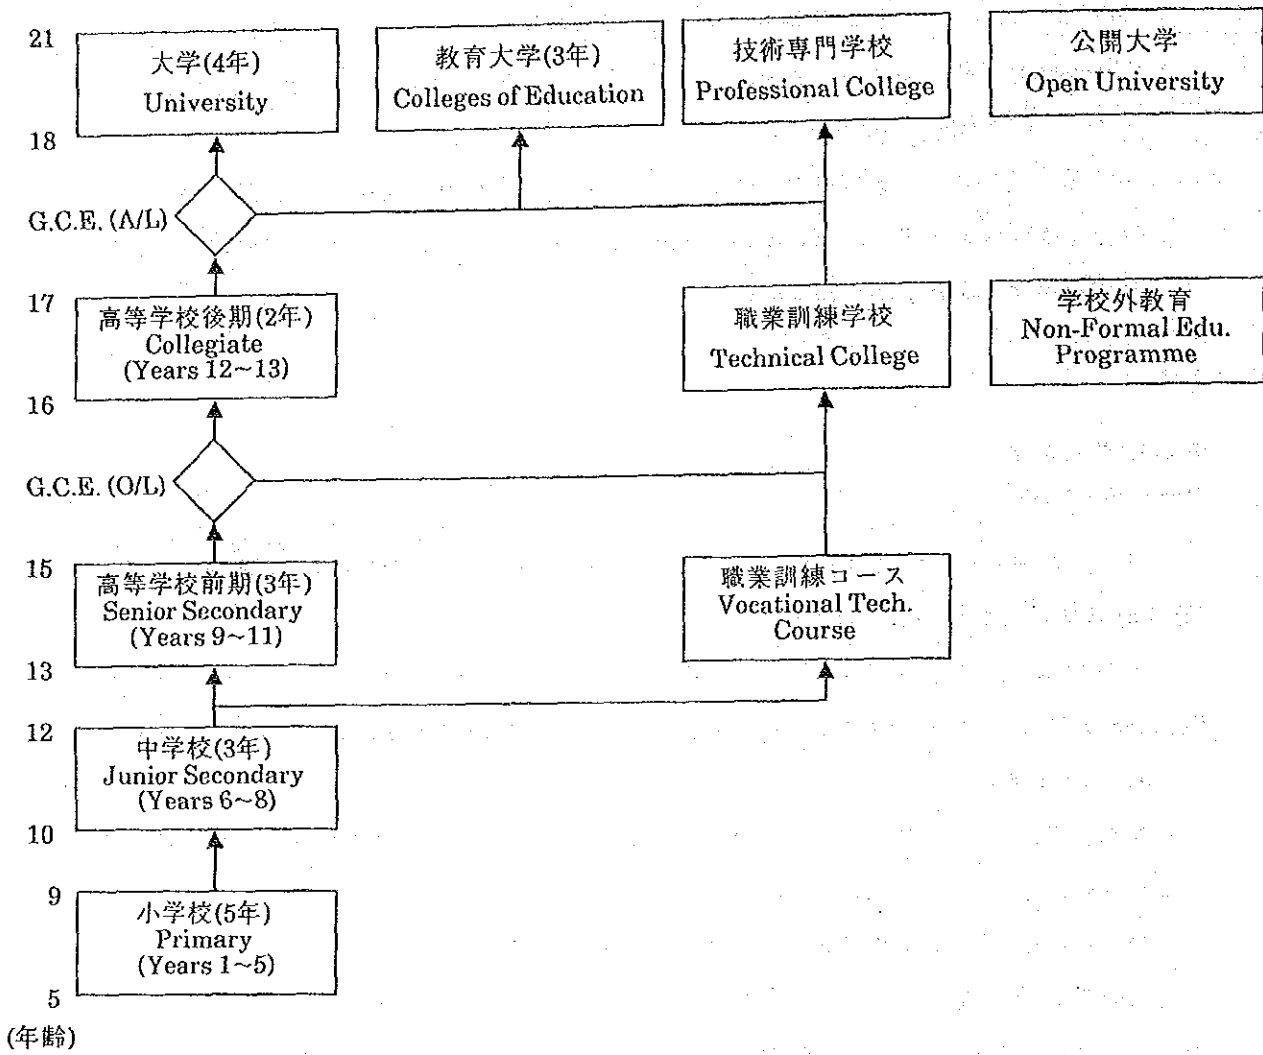 21
大学(4年)
University
18
教育大学(3年)
Colleges of Education
技術専門学校
Professional College
公開大学
Open University
G.C.E. (A/L)
17
高等学校後期(2年)
Collegiate
(Years 12~13)
16
職業訓練学校
Technical College
学校外教育
Non-Formal Edu.
Programme
G.C.E. (O/L)
15
高等学校前期(3年)
Senior Secondary
(Years 9~11)
13
職業訓練コース
Vocational Tech.
Course
12
中学校(3年)
Junior Secondary
(Years 6~8)
10
9
小学校(5年)
Primary
(Years 1~5)
5
(年齢)